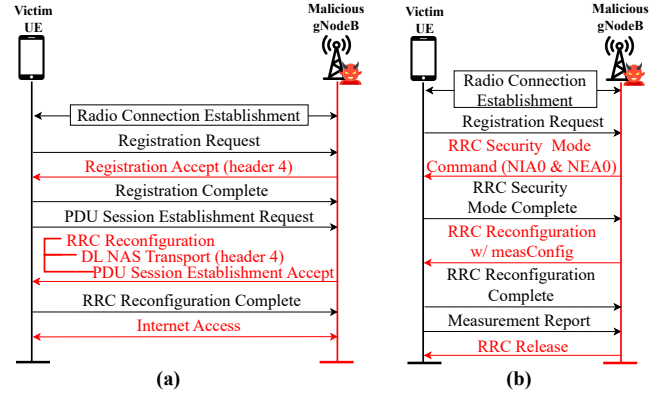 Victim
UE
Malicious
gNodeB
Radio Connection Establishment
Registration Request
Registration Accept (header 4)
Registration Complete
PDU Session Establishment Request
RRC Reconfiguration
DL NAS Transport (header 4)
PDU Session Establishment Accept
RRC Reconfiguration Complete
Internet Access
(a)
Victim
UE
Malicious
gNodeB
Radio Connection
Establishment
Registration Request
RRC Security Mode
Command (NIA0 & NEA0)
RRC Security
Mode Complete
RRC Reconfiguration
w/ measConfig
RRC Reconfiguration
Complete
Measurement Report
RRC Release
(b)